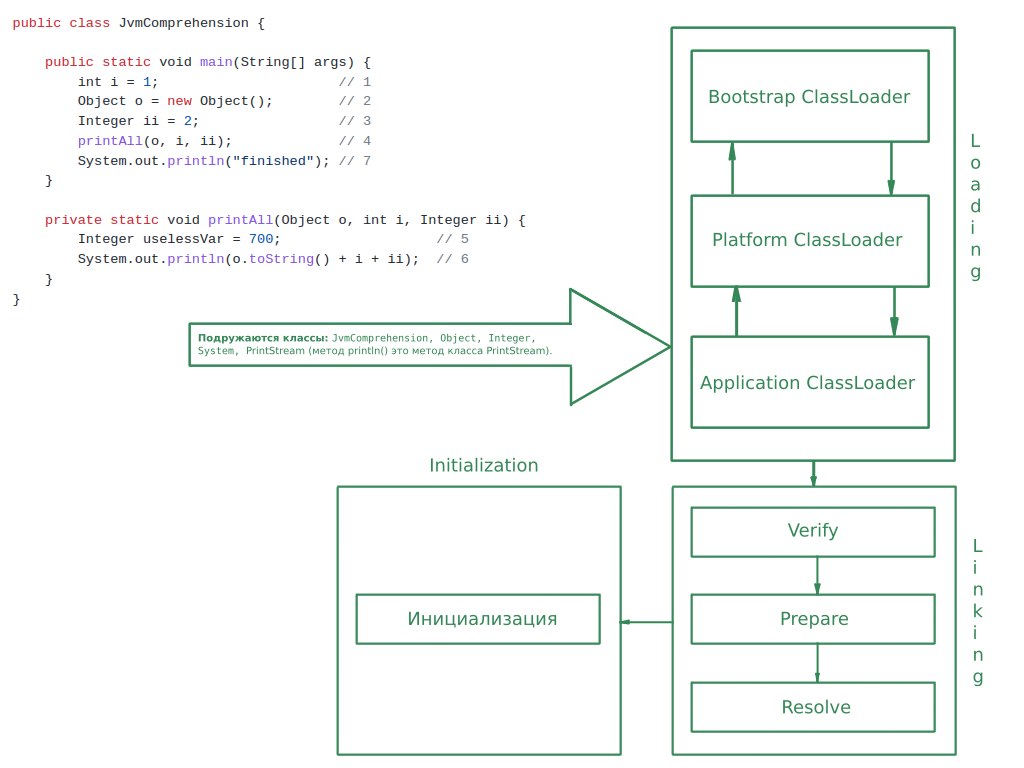 public class JvmComprehension {
    public static void main(String[] args) {
        int i = 1;                      // 1
        Object o = new Object();        // 2
        Integer ii = 2;                 // 3
        printAll(o, i, ii);             // 4
        System.out.println("finished"); // 7
    }
    private static void printAll(Object o, int i, Integer ii) {
        Integer uselessVar = 700;                   // 5
        System.out.println(o.toString() + i + ii);  // 6
    }
}
Подружаются классы: JvmComprehension, Object, Integer,
System, PrintStream (метод println() это метод класса PrintStream).
Bootstrap ClassLoader
Platform ClassLoader
Application ClassLoader
Loading
Verify
Prepare
Resolve
Linking
Initialization
Инициализация